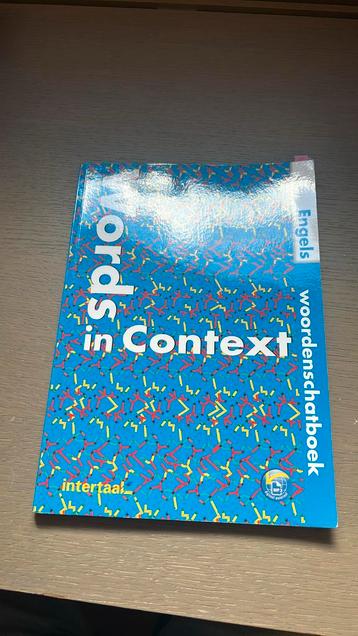 words
in Context
Engels
woordenschatboek
intertaal